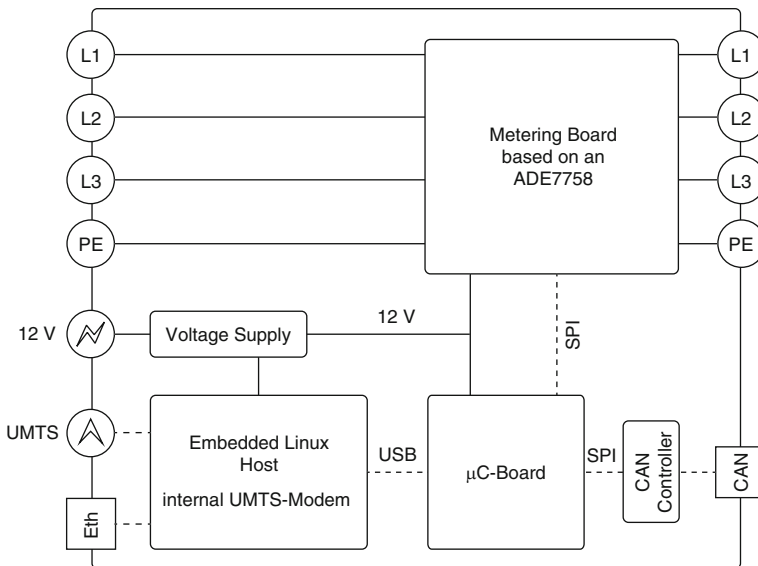 L1
L1
L2
L2
Metering Board
based on an
ADE7758
L3
L3
PE
PE
12 V
Voltage Supply
12 V
SPI
UMTS
Embedded Linux
Host
internal UMTS-Modem
USB
μC-Board
SPI
CAN
Controller
CAN
Eth